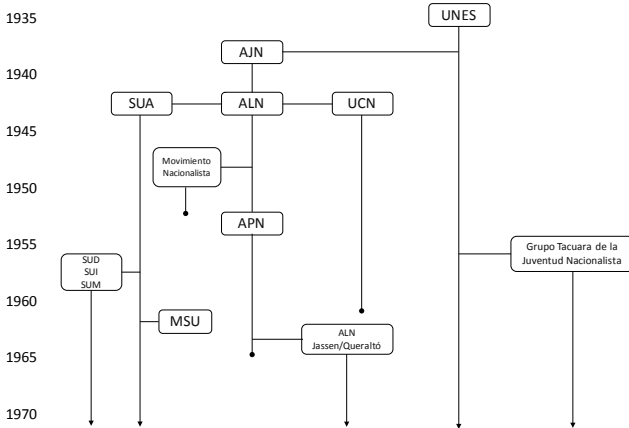 1935
UNES
AJN
1940
SUA
ALN
UCN
1945
Movimiento
Nacionalista
1950
APN
1955
Grupo Tacuara de la
Juventud Nacionalista
SUD
SUI
SUM
1960
MSU
ALN
Jassen/Queraltó
1965
1970